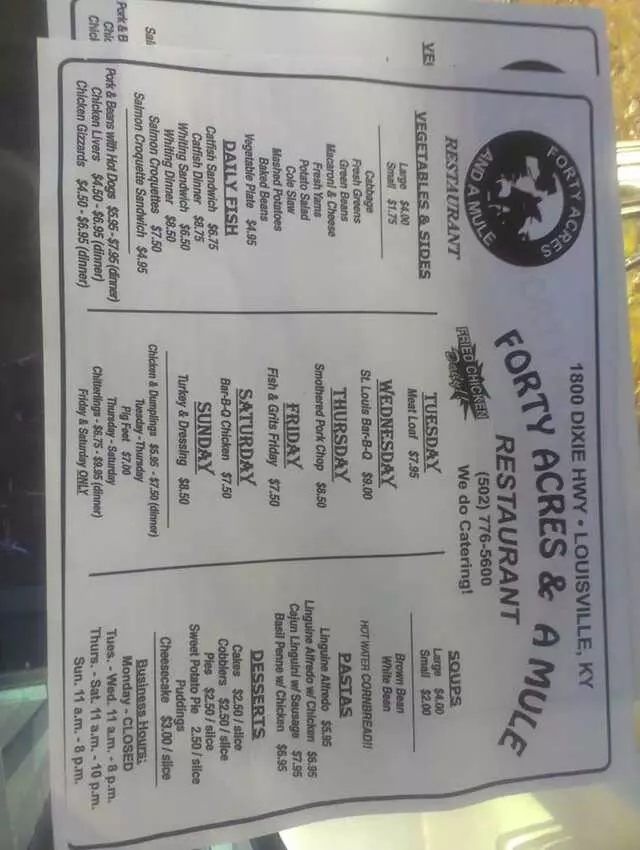 1800 DIXIE HWY - LOUISVILLE, KY
FORTY ACRES & A MULE
RESTAURANT
(502) 776-5600
We do Catering!
FORTY ACRES
AND A MULE
RESTAURANT
FRIED CHICKEN
Daily!
VEGETABLES & SIDES
Large $4.00
Small $1.75
Cabbage
Fresh Greens
Green Beans
Macaroni & Cheese
Fresh Yams
Potato Salad
Cole Slaw
Mashed Potatoes
Baked Beans
Vegetable Plate $4.95
DAILY FISH
Catfish Sandwich $6.75
Catfish Dinner $8.75
Whiting Sandwich $6.50
Whiting Dinner $8.50
Salmon Croquettes $7.50
Salmon Croquette Sandwich $4.95
Pork & Beans with Hot Dogs $5.95 - $7.95 (dinner)
Chicken Livers $4.50 - $6.95 (dinner)
Chicken Gizzards $4.50 - $6.95 (dinner)
TUESDAY
Meat Loaf $7.95
WEDNESDAY
St. Louis Bar-B-Q $9.00
THURSDAY
Smothered Pork Chop $8.50
FRIDAY
Fish & Grits Friday $7.50
SATURDAY
Bar-B-Q Chicken $7.50
SUNDAY
Turkey & Dressing $8.50
Chicken & Dumplings $5.95 - $7.50 (dinner)
Tuesday - Thursday
Pig Feet $7.00
Thursday - Saturday
Chitterlings - $6.75 - $9.95 (dinner)
Friday & Saturday ONLY
SOUPS
Large $4.00
Small $2.00
Brown Bean
White Bean
HOT WATER CORNBREAD!!
PASTAS
Linguine Alfredo $5.95
Linguine Alfredo w/ Chicken $6.95
Cajun Linguini w/ Sausage $7.95
Basil Penne w/ Chicken $6.95
DESSERTS
Cakes $2.50 / slice
Cobblers $2.50 / slice
Pies $2.50 / slice
Sweet Potato Pie 2.50 / slice
Puddings
Cheesecake $3.00 / slice
Business Hours:
Monday - CLOSED
Tues. - Wed. 11 a.m. - 8 p.m.
Thurs. - Sat. 11 a.m. - 10 p.m.
Sun. 11 a.m. - 8 p.m.
VE
Sal
Pork & B
Chic
Chicl